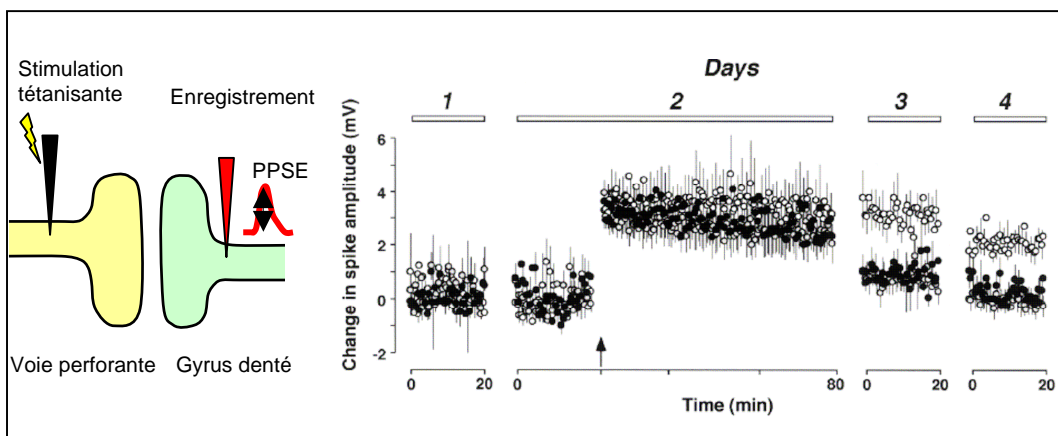 Stimulation
tétanisante
Enregistrement
PPSE
Voie perforante
Gyrus denté
Days
1
2
3
4
Change in spike amplitude (mV)
6
4
2
0
-2
0
20
0
80
0
20
0
20
Time (min)